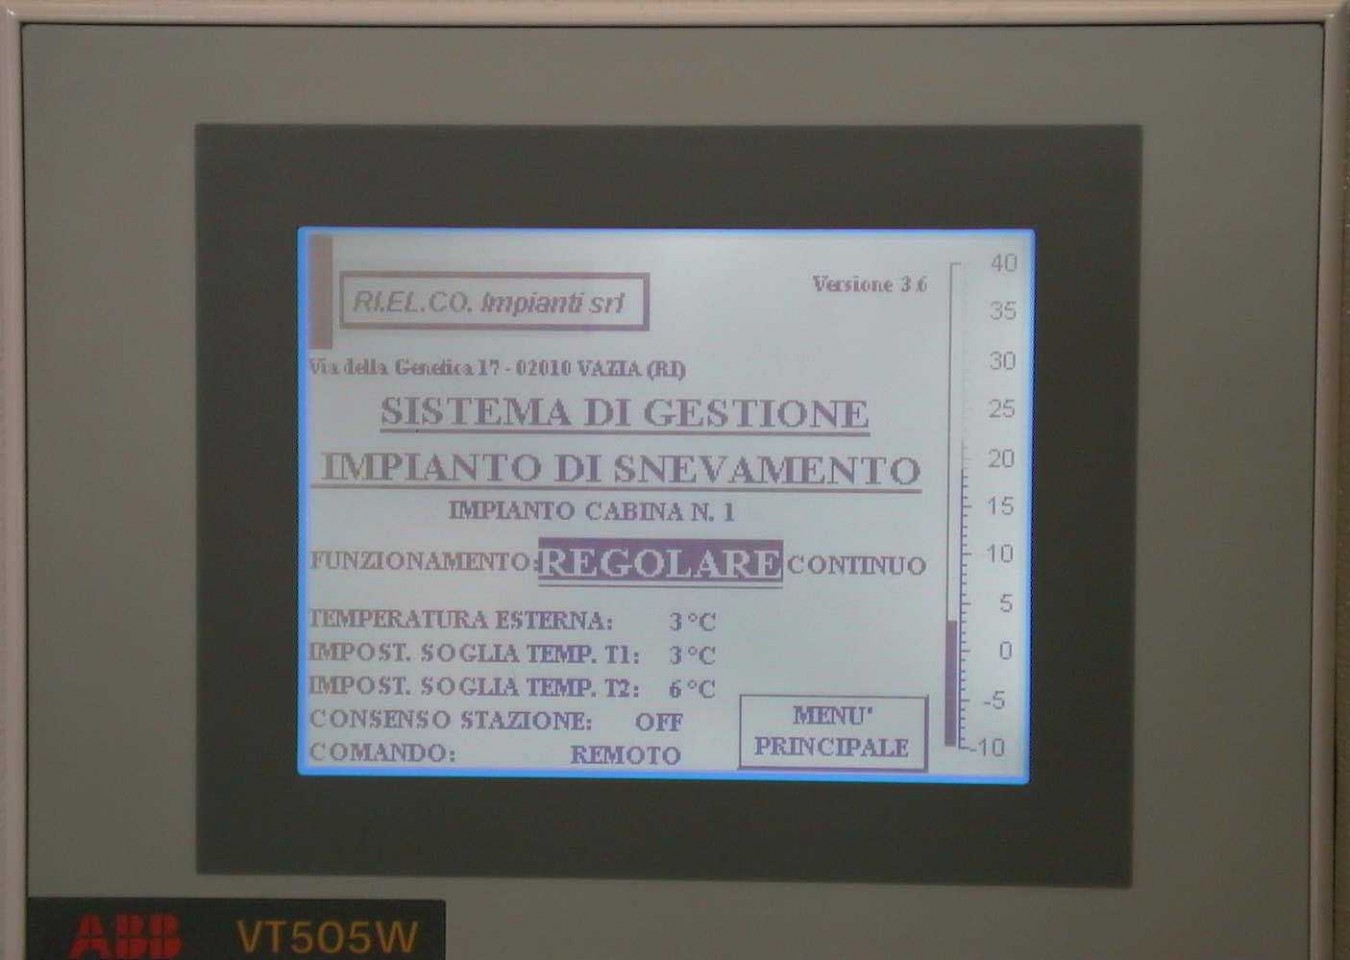 RI.EL.CO. Impianti srl
Versione 3.6
Via della Genetica 17 - 02010 VAZIA (RI)
SISTEMA DI GESTIONE
IMPIANTO DI SNEVAMENTO
IMPIANTO CABINA N. 1
FUNZIONAMENTO: REGOLARE CONTINUO
TEMPERATURA ESTERNA: 3 °C
IMPOST. SOGLIA TEMP. T1: 3 °C
IMPOST. SOGLIA TEMP. T2: 6 °C
CONSENSO STAZIONE: OFF
COMANDO: REMOTO
MENU'
PRINCIPALE
40
35
30
25
20
15
10
5
0
-5
-10
ABB VT505W